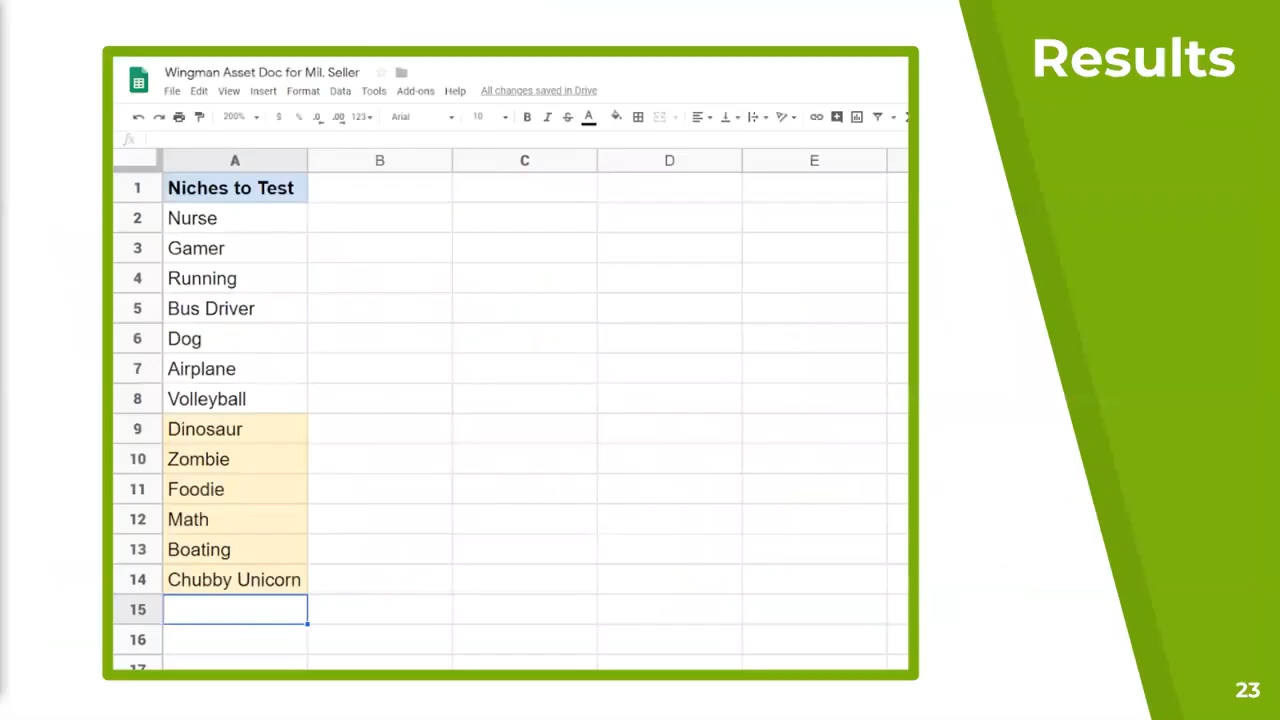 Results
Wingman Asset Doc for Mil. Seller
File Edit View Insert Format Data Tools Add-ons Help All changes saved in Drive
200% $ % .0 .00 123 Arial 10 B I S A
fx
A B C D E
1 Niches to Test
2 Nurse
3 Gamer
4 Running
5 Bus Driver
6 Dog
7 Airplane
8 Volleyball
9 Dinosaur
10 Zombie
11 Foodie
12 Math
13 Boating
14 Chubby Unicorn
15
16
17
23